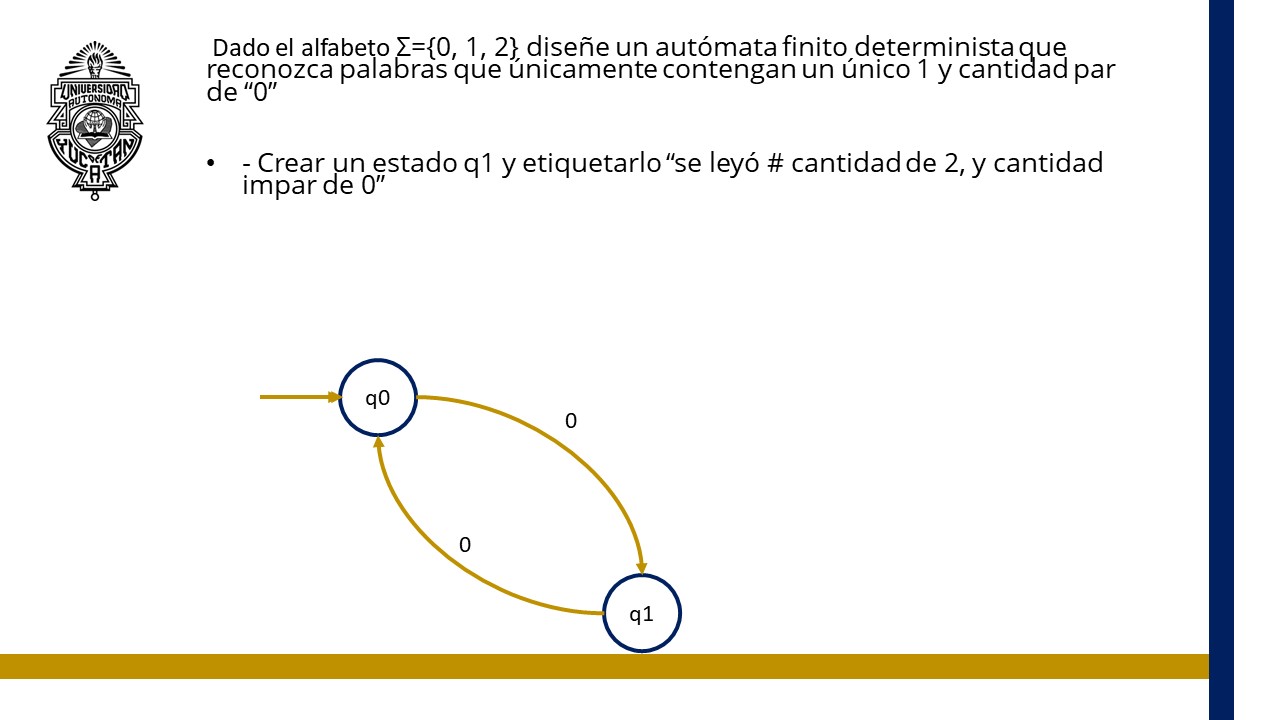 Dado el alfabeto Σ={0, 1, 2} diseñe un autómata finito determinista que
reconozca palabras que únicamente contengan un único 1 y cantidad par
de “0”
UNIVERSIDAD
AUTONOMA
YUCATAN
• - Crear un estado q1 y etiquetarlo “se leyó # cantidad de 2, y cantidad
impar de 0”
8
q0
0
0
q1